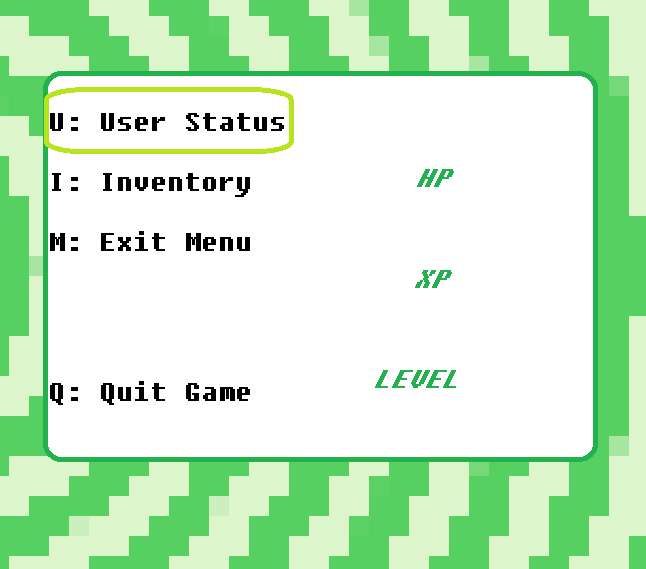 U: User Status
I: Inventory
M: Exit Menu
Q: Quit Game
HP
XP
LEVEL